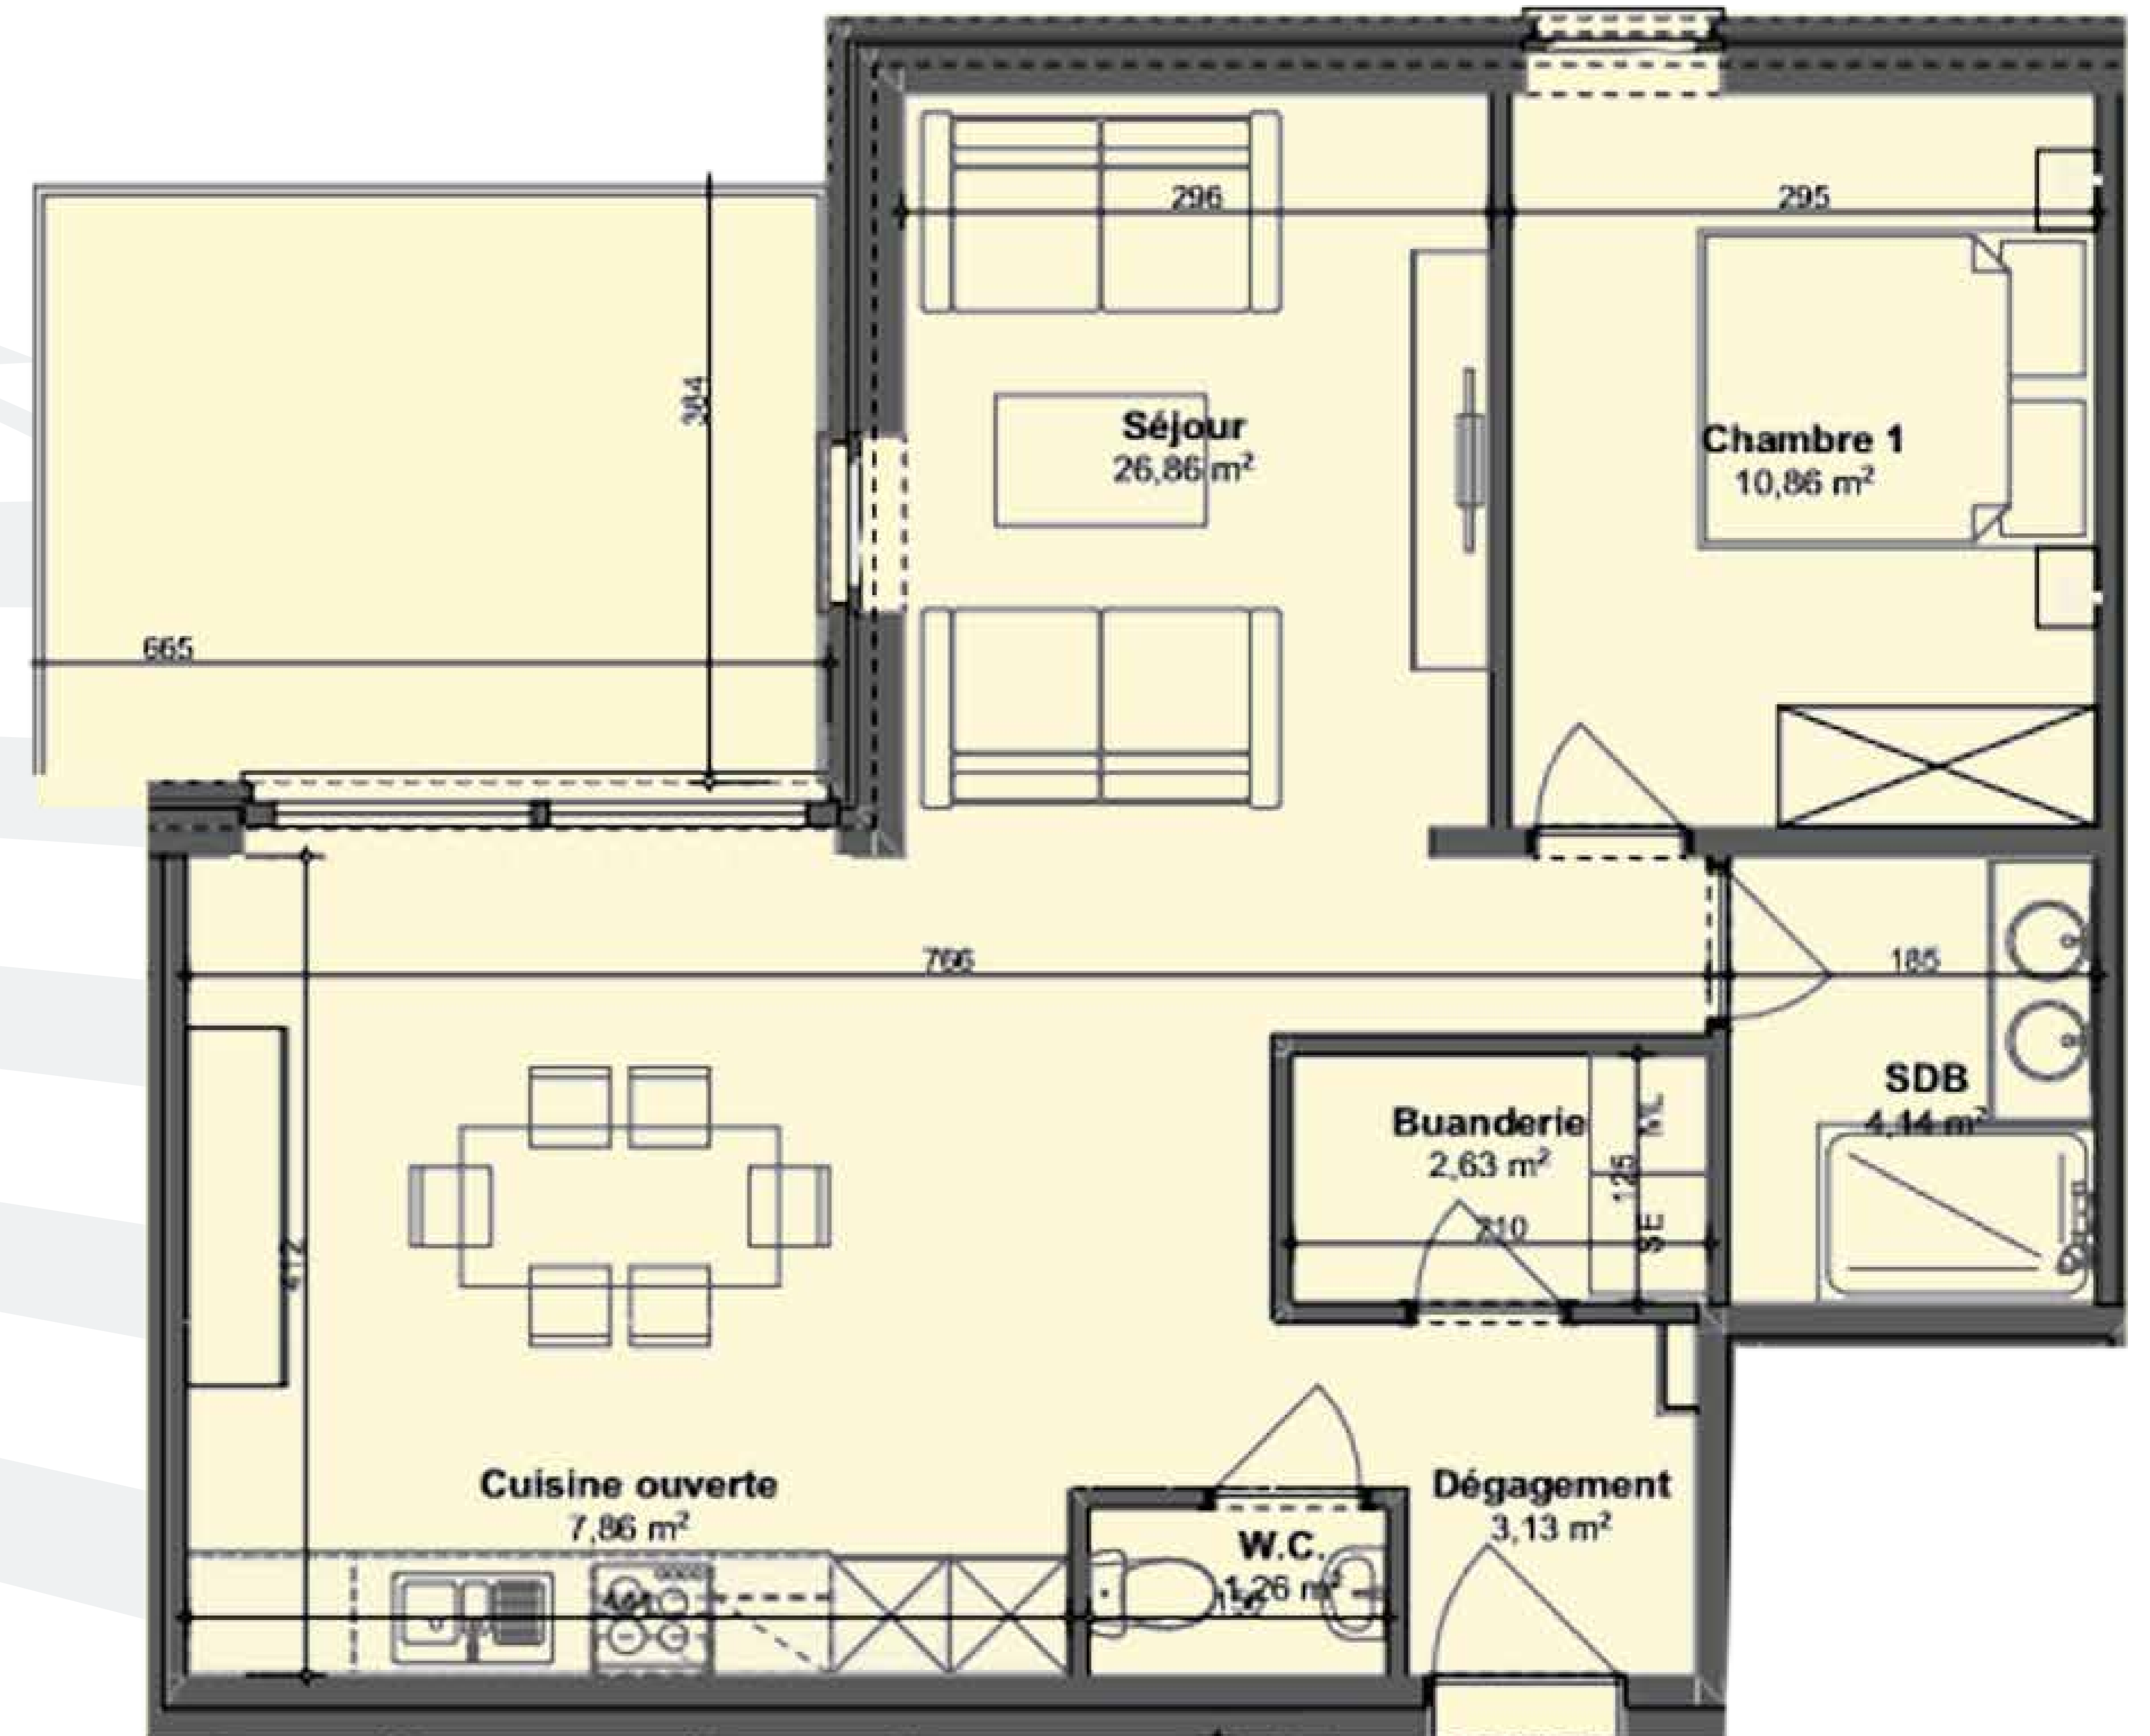 296
295
384
Séjour
26,86 m²
Chambre 1
10,86 m²
665
766
185
SDB
4,14 m²
Buanderie
2,63 m²
ML
125
SE
210
412
Cuisine ouverte
7,86 m²
Dégagement
3,13 m²
W.C.
1,26 m²